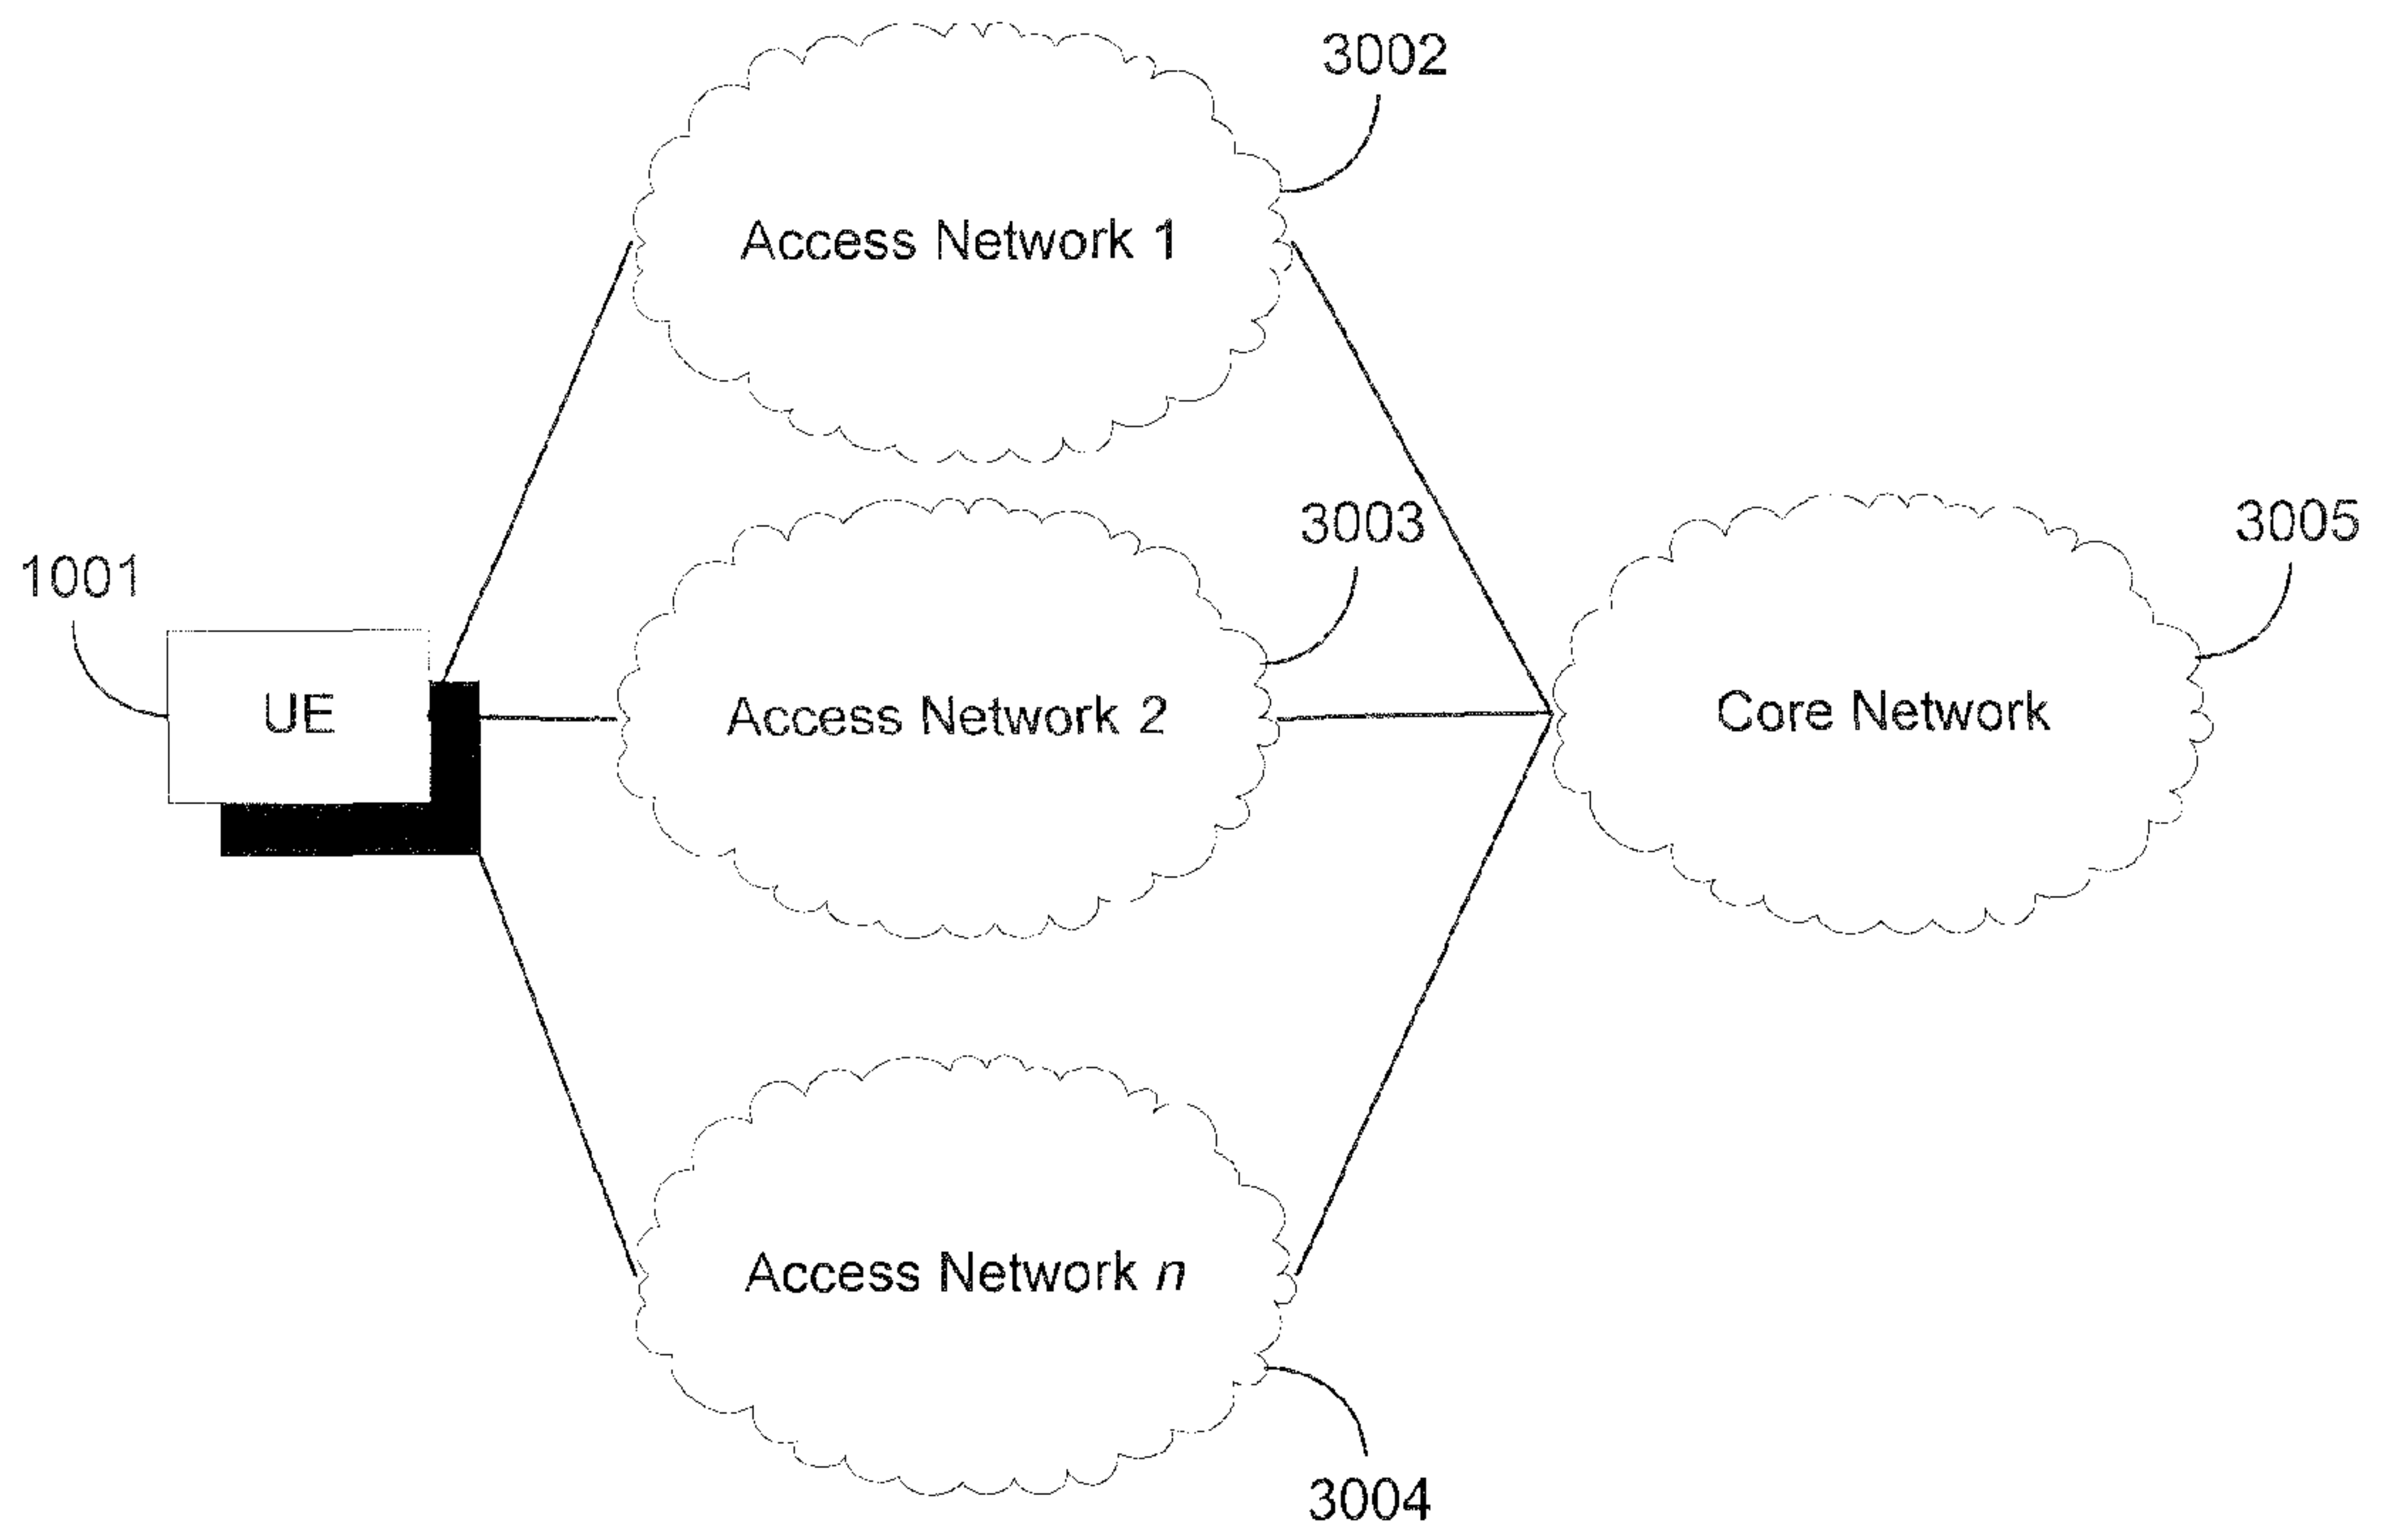 3002
Access Network 1
3003
3005
1001
UE
Access Network 2
Core Network
Access Network n
3004